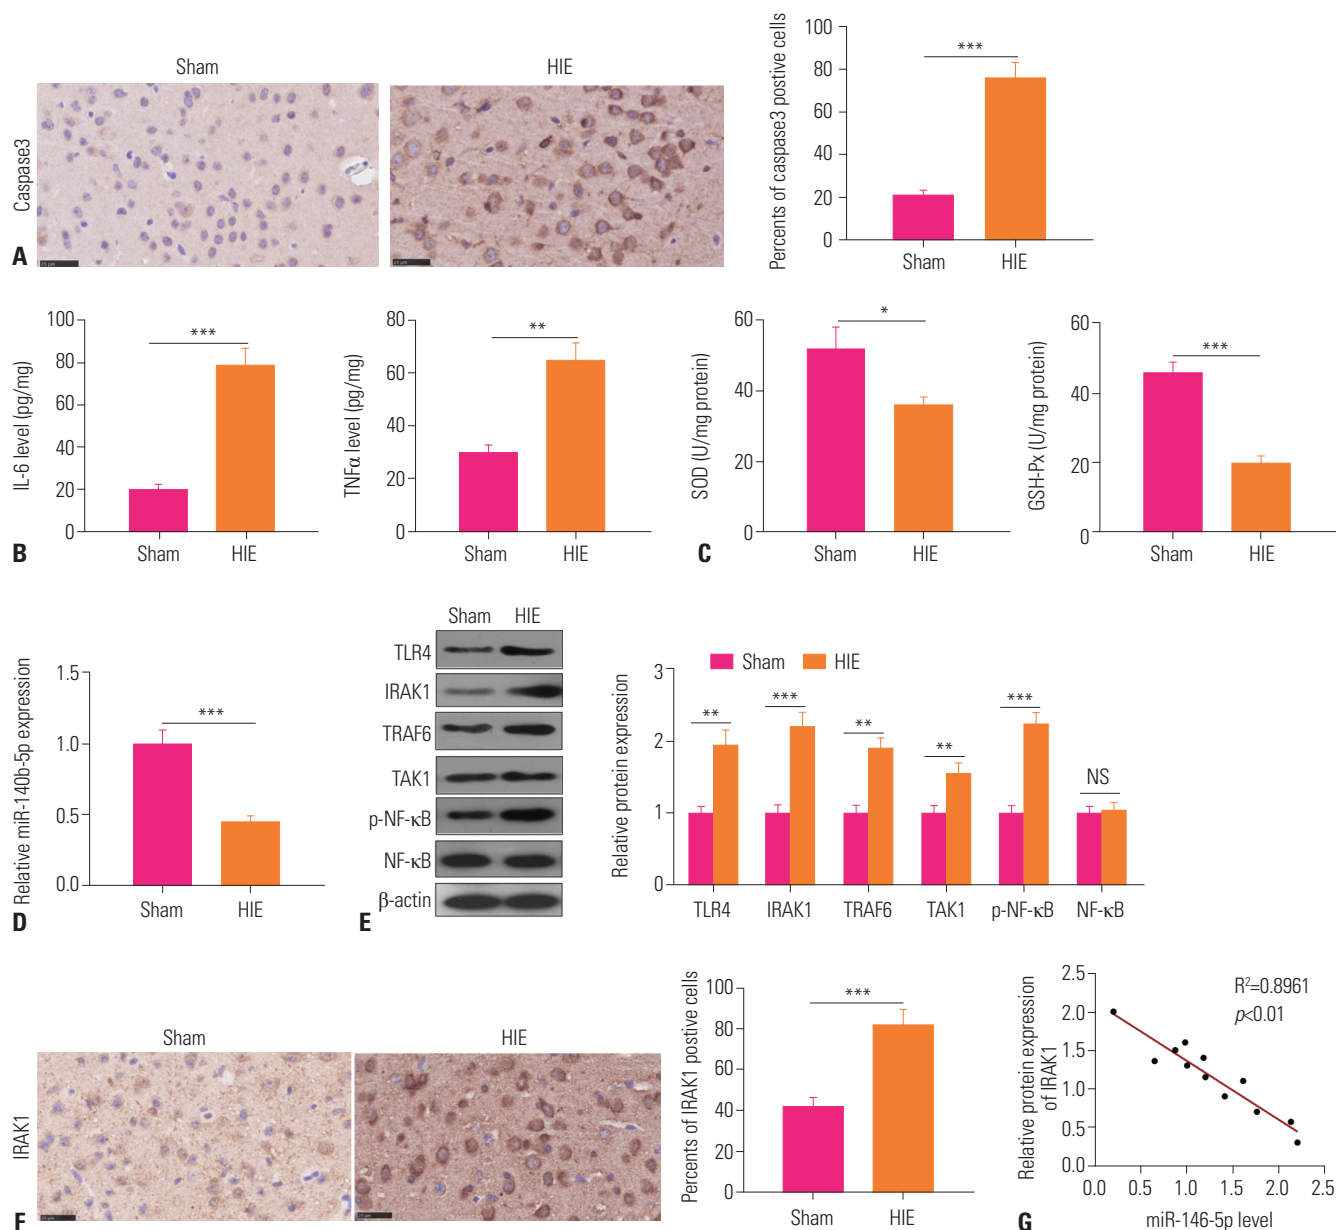 Sham
HIE
Caspase3
A
Percents of caspase3 postive cells
100
80
60
40
20
0
***
Sham
HIE
IL-6 level (pg/mg)
100
80
60
40
20
0
***
Sham
HIE
B
TNFα level (pg/mg)
80
60
40
20
0
**
Sham
HIE
SOD (U/mg protein)
60
40
20
0
*
Sham
HIE
C
GSH-Px (U/mg protein)
60
40
20
0
***
Sham
HIE
Relative miR-140b-5p expression
1.5
1.0
0.5
0.0
***
Sham
HIE
D
Sham HIE
TLR4
IRAK1
TRAF6
TAK1
p-NF-κB
NF-κB
β-actin
E
Relative protein expression
Sham HIE
3
2
1
0
** *** ** ** *** NS
TLR4 IRAK1 TRAF6 TAK1 p-NF-κB NF-κB
Sham
HIE
IRAK1
F
Percents of IRAK1 postive cells
100
80
60
40
20
0
***
Sham
HIE
Relative protein expression
of IRAK1
2.5
2.0
1.5
1.0
0.5
0.0
R²=0.8961
p<0.01
0.0 0.5 1.0 1.5 2.0 2.5
miR-146-5p level
G